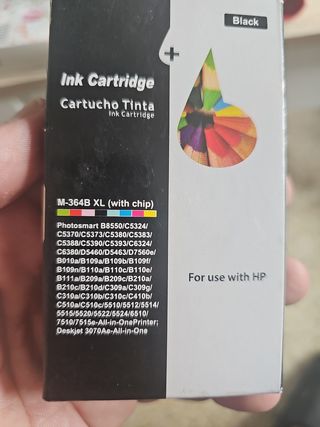 Black
+
Ink Cartridge
Cartucho Tinta
Ink Cartridge
M-364B XL (with chip)
Photosmart B8550/C5324/
C5370/C5373/C5380/C5383/
C5388/C5390/C5393/C6324/
C6380/D5460/D5463/D7560e/
B010a/B109a/B109b/B109f/
B109n/B110a/B110c/B110e/
B111a/B209a/B209c/B210a/
B210c/B210d/C309a/C309g/
C310a/C310b/C310c/C410b/
C510a/C510c/5510/5512/5514/
5515/5520/5522/5524/6510/
7510/7515e-All-in-OnePrinter;
Deskjet 3070Ae-All-in-One
For use with HP